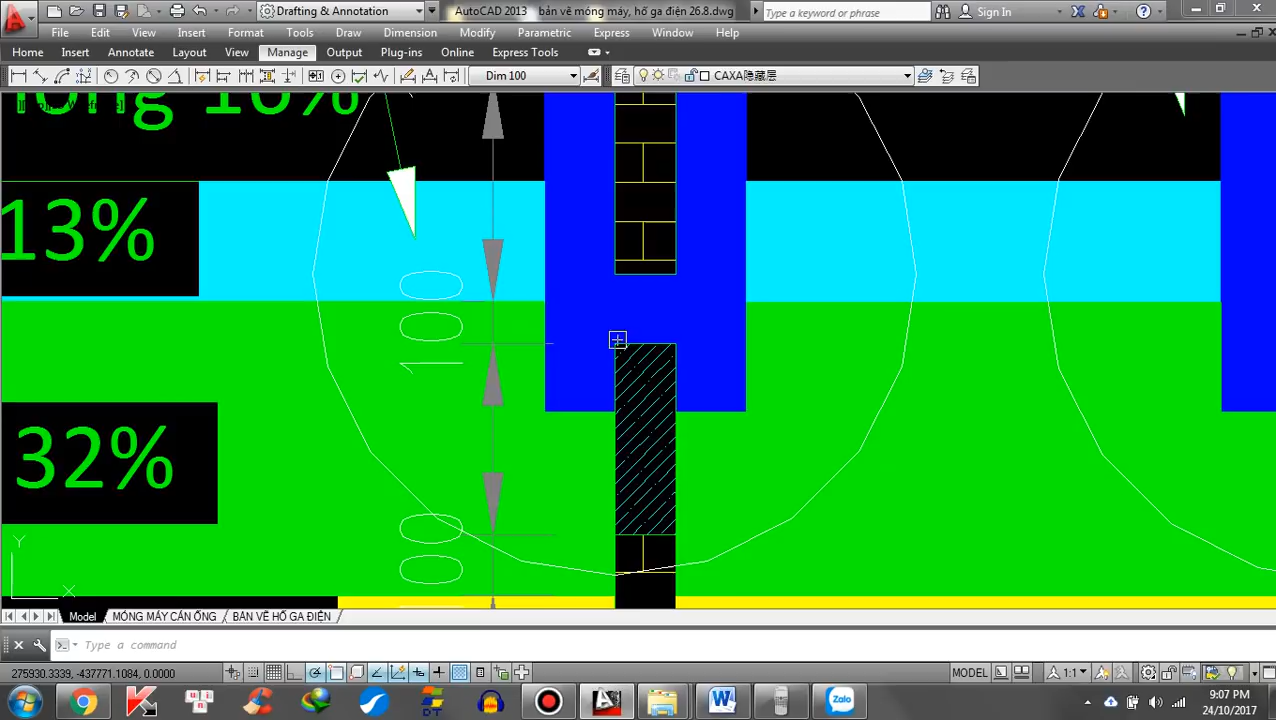 AutoCAD 2013 bản vẽ móng máy, hố ga điện 26.8.dwg
Drafting & Annotation
Type a keyword or phrase
Sign In
File Edit View Insert Format Tools Draw Dimension Modify Parametric Express Window Help
Home Insert Annotate Layout View Manage Output Plug-ins Online Express Tools
Dim 100
CAXA隐藏层
13%
100
32%
00
Y
X
Model MÓNG MÁY CÁN ỐNG BẢN VẼ HỐ GA ĐIỆN
Type a command
275930.3339, -437771.1084, 0.0000
MODEL
1:1
W
Zalo
9:07 PM
24/10/2017